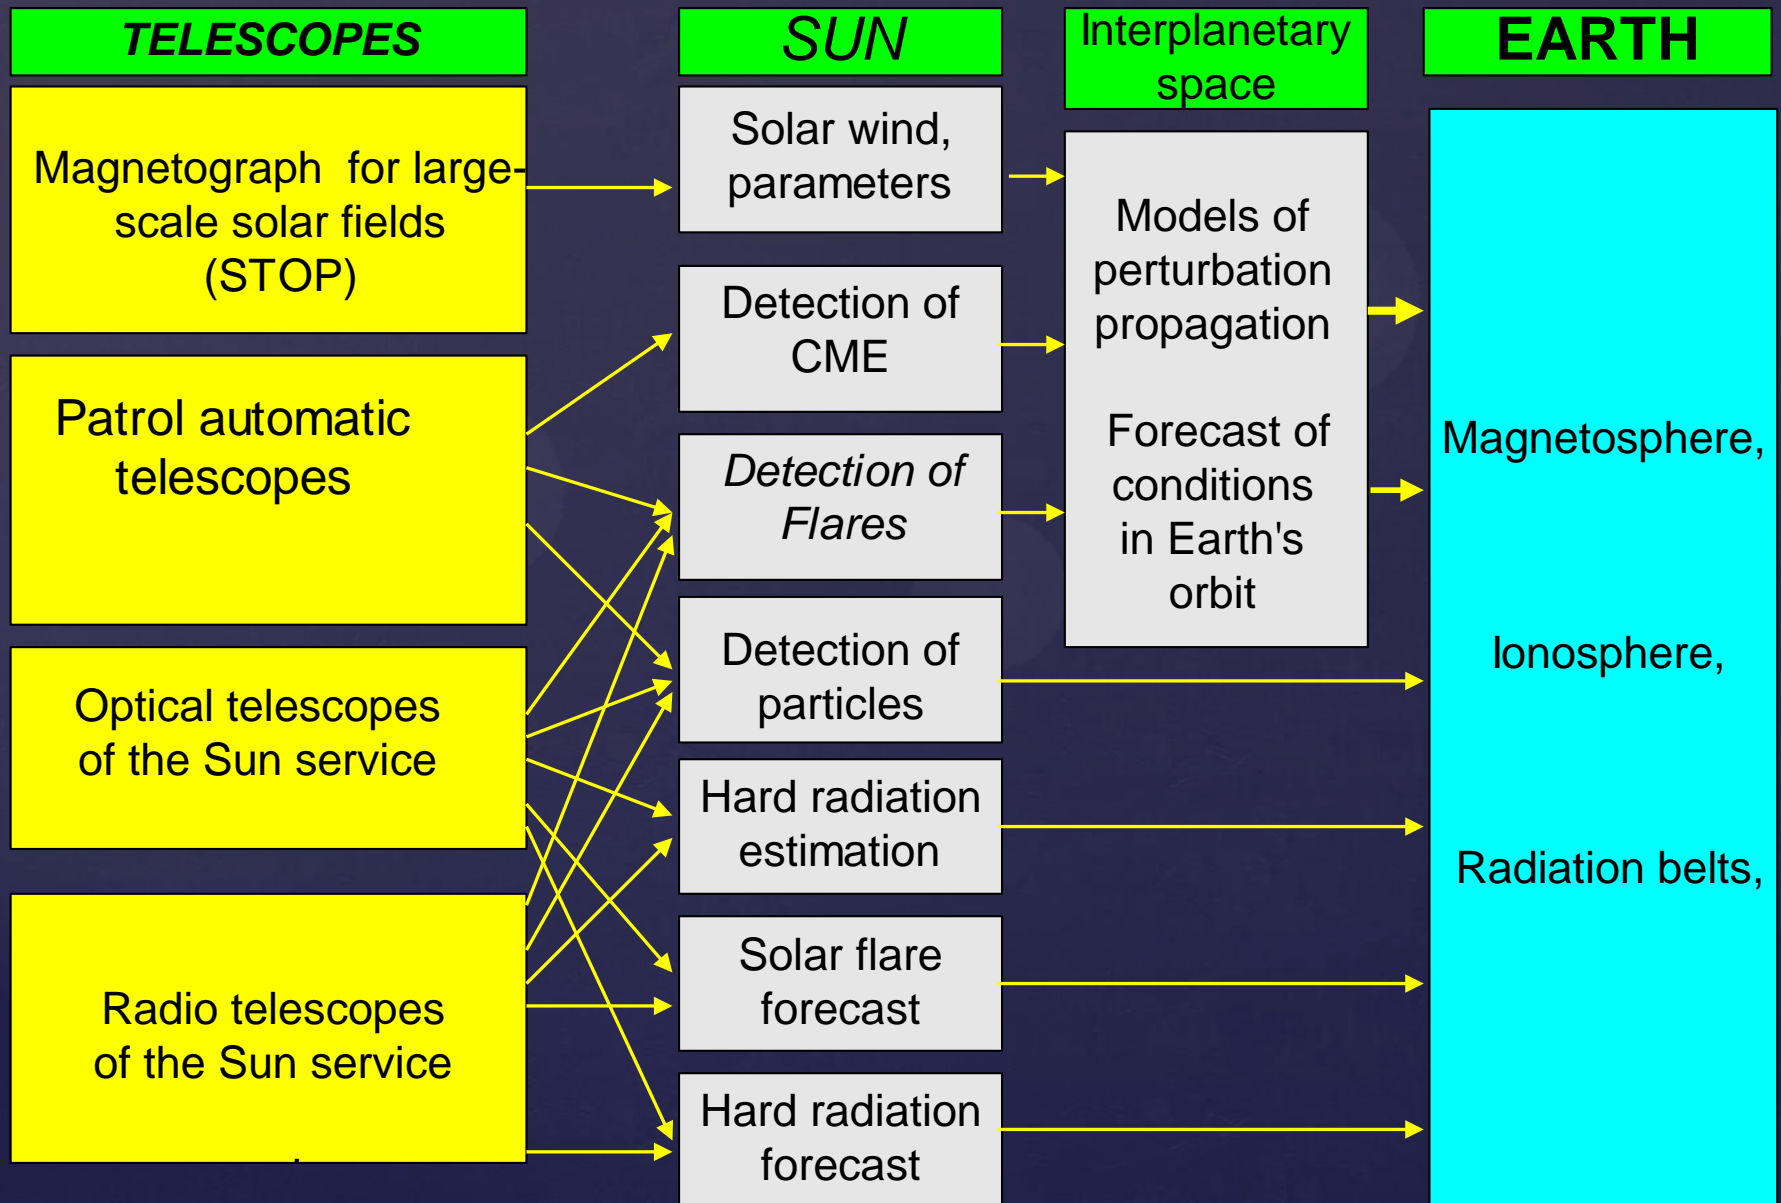 TELESCOPES
Magnetograph for large-
scale solar fields
(STOP)
Patrol automatic
telescopes
Optical telescopes
of the Sun service
Radio telescopes
of the Sun service
SUN
Solar wind,
parameters
Detection of
CME
Detection of
Flares
Detection of
particles
Hard radiation
estimation
Solar flare
forecast
Hard radiation
forecast
Interplanetary
space
Models of
perturbation
propagation
Forecast of
conditions
in Earth's
orbit
EARTH
Magnetosphere,
Ionosphere,
Radiation belts,